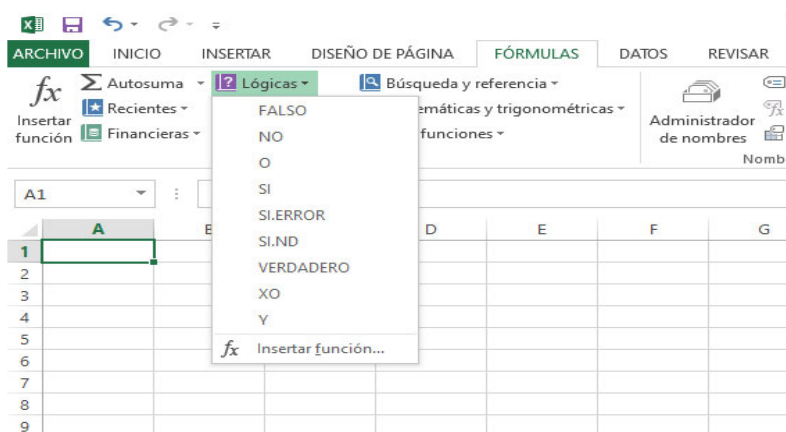 ARCHIVO INICIO INSERTAR DISEÑO DE PÁGINA FÓRMULAS DATOS REVISAR
fx Σ Autosuma Lógicas Búsqueda y referencia
Recientes emáticas y trigonométricas
Insertar función Financieras funciones
Administrador de nombres
Nomb
A1
FALSO
NO
O
SI
SI.ERROR
SI.ND
VERDADERO
XO
Y
fx Insertar función...
A B D E F G
1
2
3
4
5
6
7
8
9